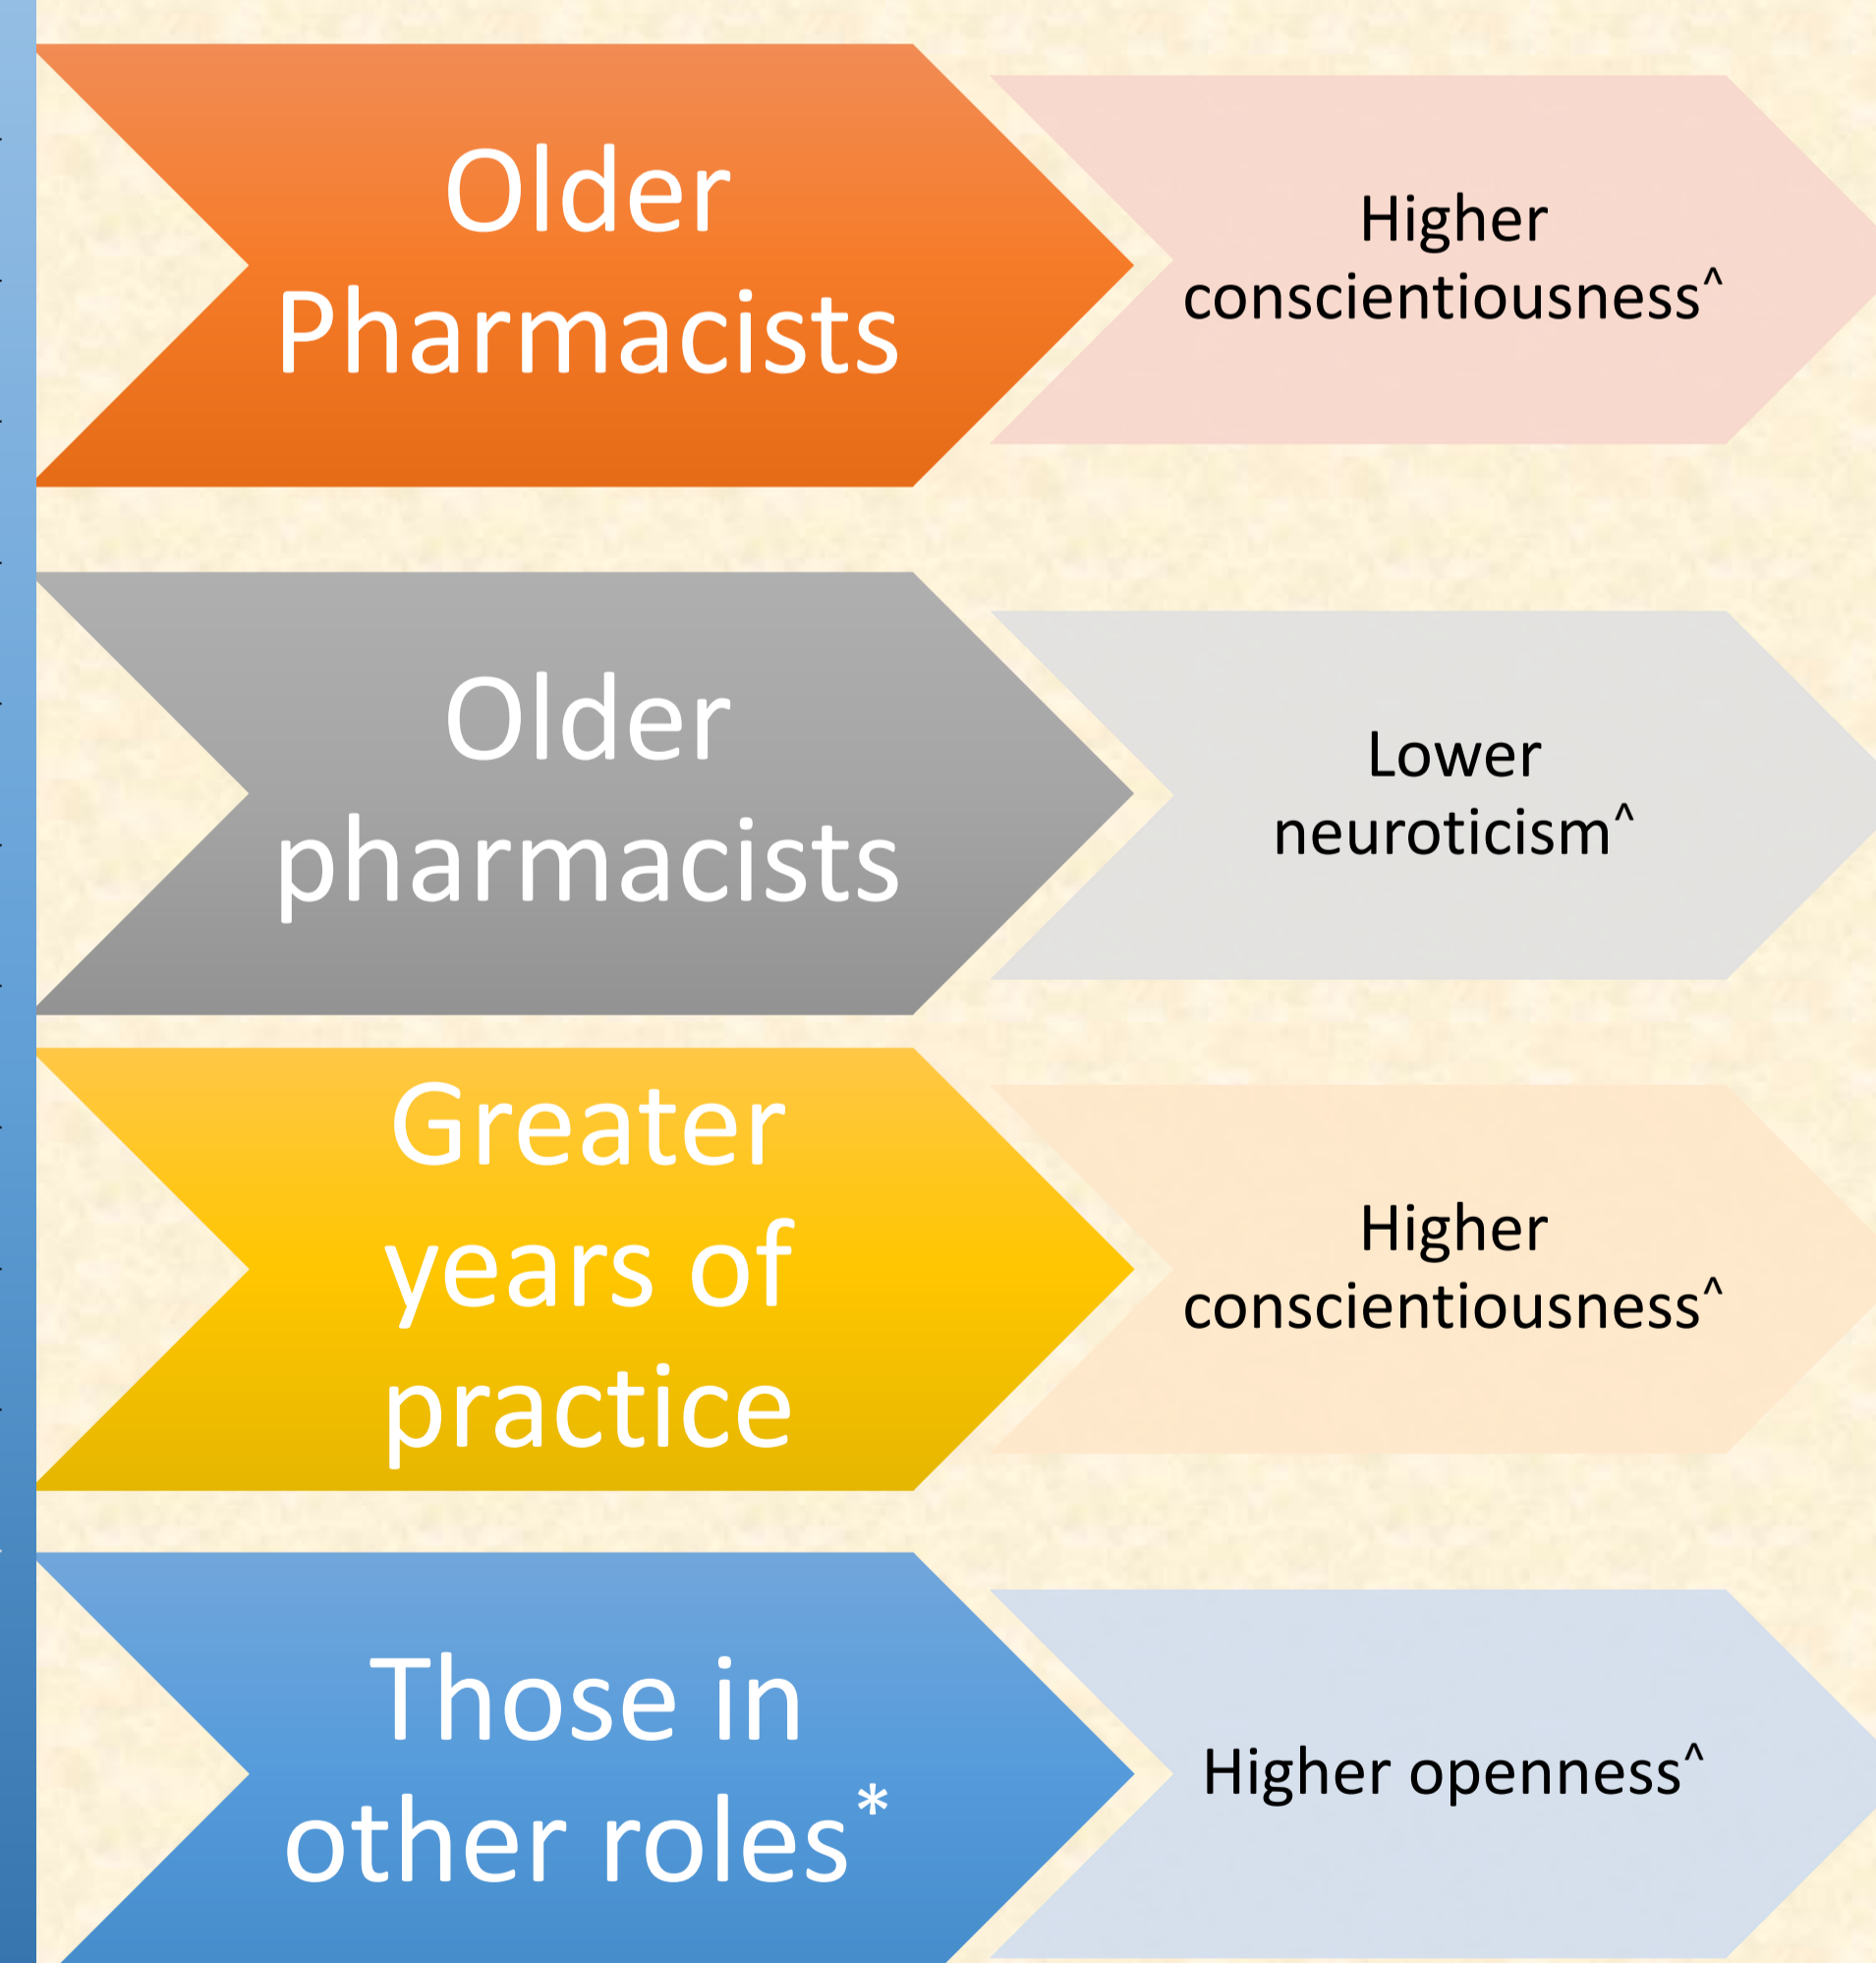 Older
Pharmacists
Higher
conscientiousness^
Older
pharmacists
Lower
neuroticism^
Greater
years of
practice
Higher
conscientiousness^
Those in
other roles*
Higher openness^